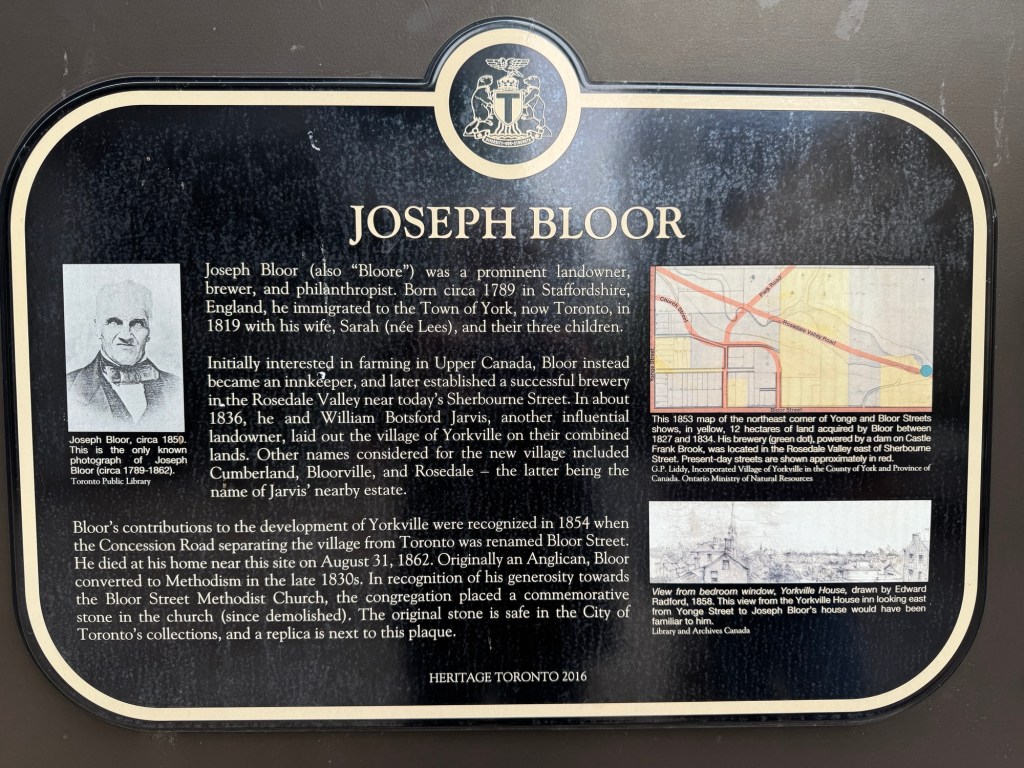 T
JOSEPH BLOOR
Joseph Bloor (also “Bloore”) was a prominent landowner,
brewer, and philanthropist. Born circa 1789 in Staffordshire,
England, he immigrated to the Town of York, now Toronto, in
1819 with his wife, Sarah (née Lees), and their three children.
Initially interested in farming in Upper Canada, Bloor instead
became an innkeeper, and later established a successful brewery
in the Rosedale Valley near today's Sherbourne Street. In about
1836, he and William Botsford Jarvis, another influential
landowner, laid out the village of Yorkville on their combined
lands. Other names considered for the new village included
Cumberland, Bloorville, and Rosedale – the latter being the
name of Jarvis' nearby estate.
Bloor's contributions to the development of Yorkville were recognized in 1854 when
the Concession Road separating the village from Toronto was renamed Bloor Street.
He died at his home near this site on August 31, 1862. Originally an Anglican, Bloor
converted to Methodism in the late 1830s. In recognition of his generosity towards
the Bloor Street Methodist Church, the congregation placed a commemorative
stone in the church (since demolished). The original stone is safe in the City of
Toronto's collections, and a replica is next to this plaque.
HERITAGE TORONTO 2016
Joseph Bloor, circa 1850.
This is the only known
photograph of Joseph
Bloor (circa 1789-1862).
Toronto Public Library
Church Street
Park Road
Rosedale Valley Road
Yonge Street
Bloor Street
This 1853 map of the northeast corner of Yonge and Bloor Streets
shows, in yellow, 12 hectares of land acquired by Bloor between
1827 and 1834. His brewery (green dot), powered by a dam on Castle
Frank Brook, was located in the Rosedale Valley east of Sherbourne
Street. Present-day streets are shown approximately in red.
G.P. Liddy, Incorporated Village of Yorkville in the County of York and Province of
Canada. Ontario Ministry of Natural Resources
View from bedroom window, Yorkville House, drawn by Edward
Radford, 1858. This view from the Yorkville House inn looking east
from Yonge Street to Joseph Bloor's house would have been
familiar to him.
Library and Archives Canada